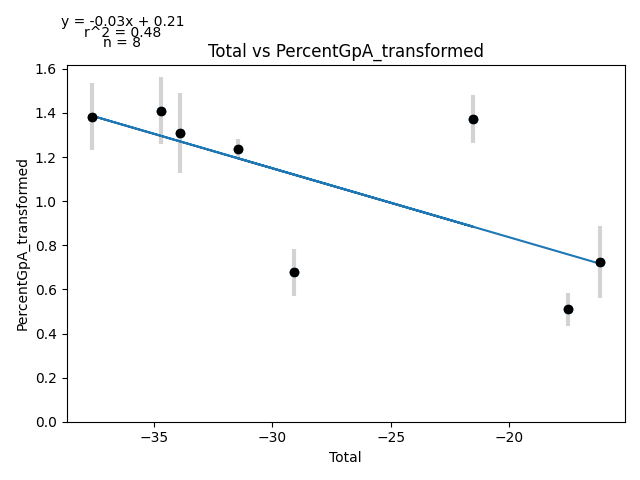 y = -0.03x + 0.21
r^2 = 0.48
n = 8
Total vs PercentGpA_transformed
1.6
1.4
1.2
1.0
0.8
0.6
0.4
0.2
0.0
PercentGpA_transformed
−35
−30
−25
−20
Total